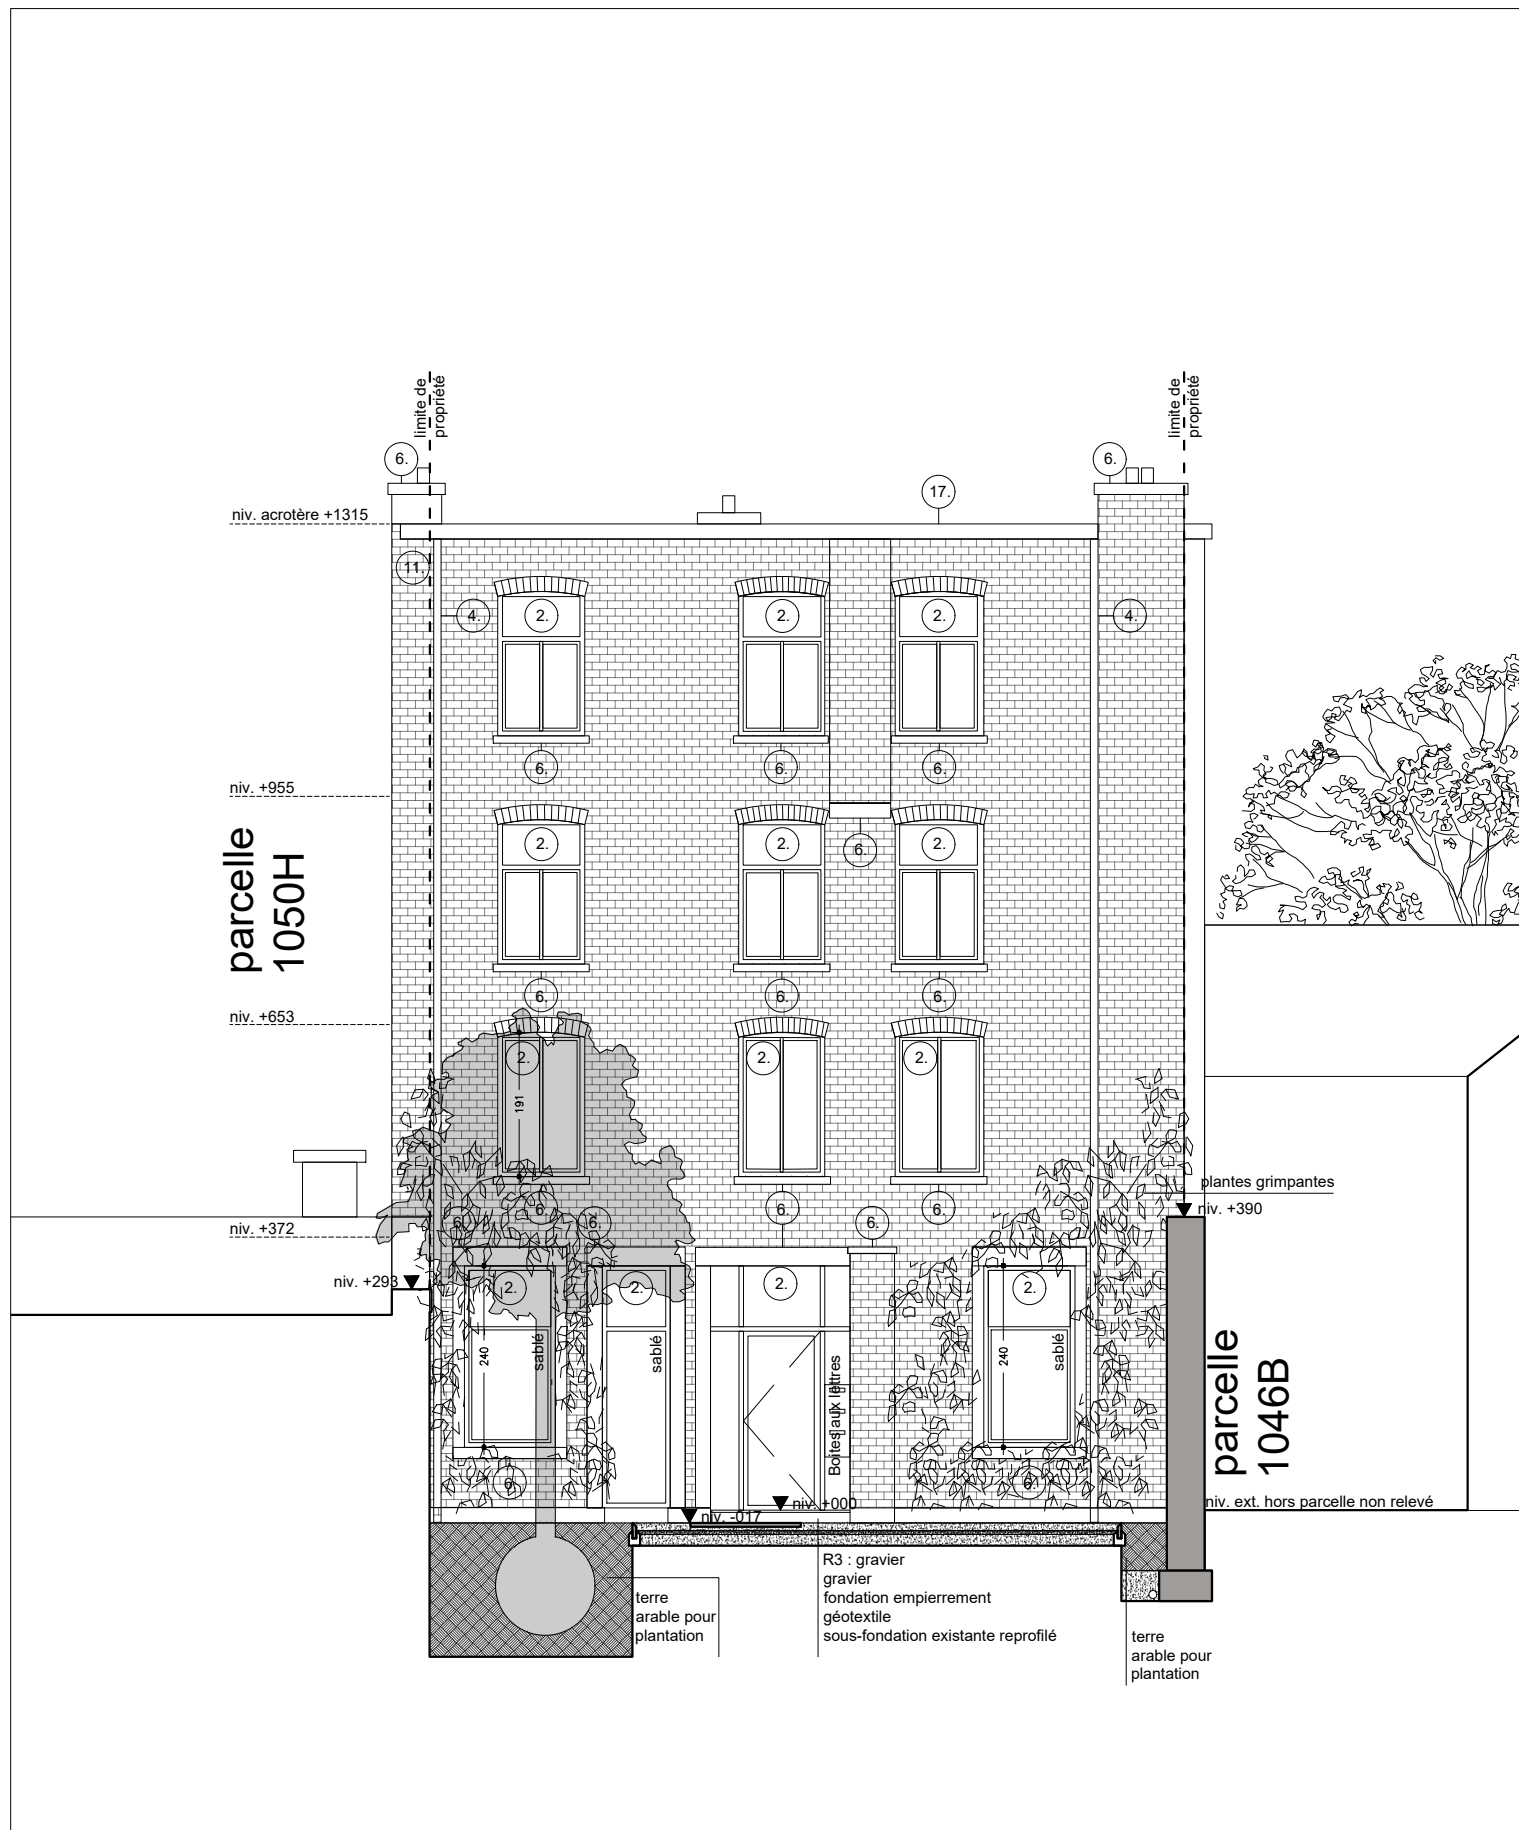 limite de
propriété
limite de
propriété
6.
6.
17.
niv. acrotère +1315
11.
4.
2.
2.
2.
4.
6.
6.
6.
niv. +955
2.
2.
2.
6.
parcelle
1050H
6.
6.
6.
niv. +653
2.
2.
2.
191
plantes grimpantes
6.
6.
6.
6.
6.
6.
niv. +390
niv. +372
niv. +293
2.
2.
2.
2.
240
sablé
sablé
240
sablé
Boites aux lettres
parcelle
1046B
6.
6.
niv. +000
niv. ext. hors parcelle non relevé
niv. -017
R3 : gravier
gravier
fondation empierrement
géotextile
sous-fondation existante reprofilé
terre
arable pour
plantation
terre
arable pour
plantation